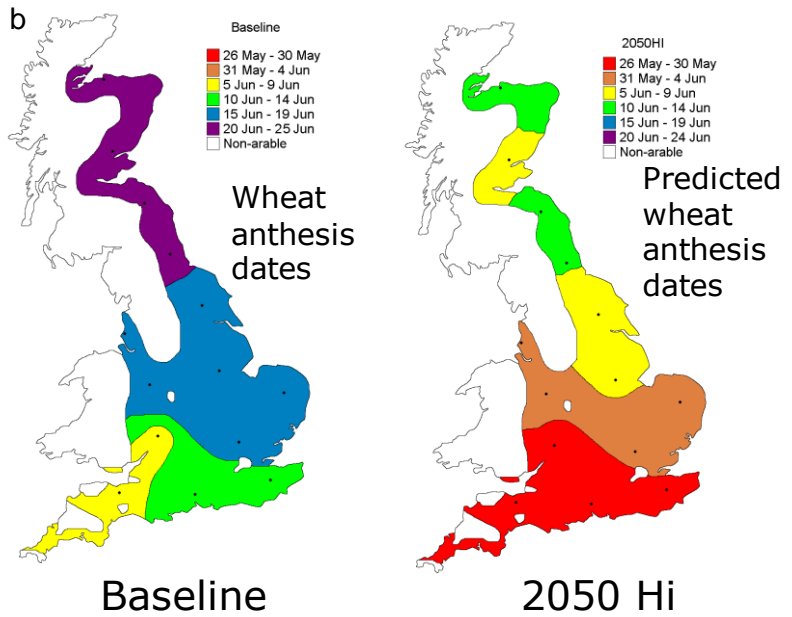 b
Baseline
26 May - 30 May
31 May - 4 Jun
5 Jun - 9 Jun
10 Jun - 14 Jun
15 Jun - 19 Jun
20 Jun - 25 Jun
Non-arable
Wheat
anthesis
dates
Baseline
2050HI
26 May - 30 May
31 May - 4 Jun
5 Jun - 9 Jun
10 Jun - 14 Jun
15 Jun - 19 Jun
20 Jun - 24 Jun
Non-arable
Predicted
wheat
anthesis
dates
2050 Hi